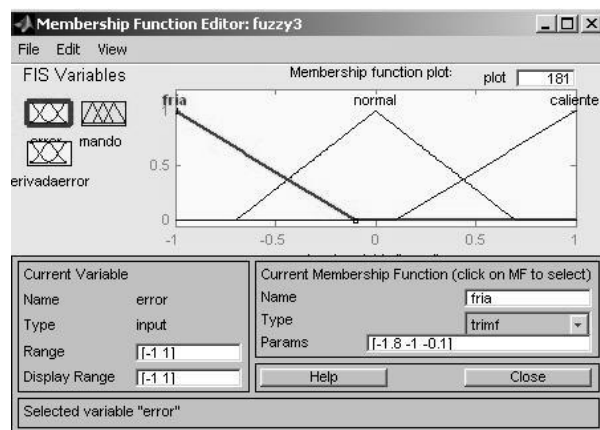 Membership Function Editor: fuzzy3
File Edit View
FIS Variables
Membership function plot: plot 181
fria normal caliente
mando
erivadaerror
0.5
0
-1 -0.5 0 0.5 1
Current Variable
Name error
Type input
Range [-1 1]
Display Range [-1 1]
Current Membership Function (click on MF to select)
Name fria
Type trimf
Params [-1.8 -1 -0.1]
Help Close
Selected variable "error"